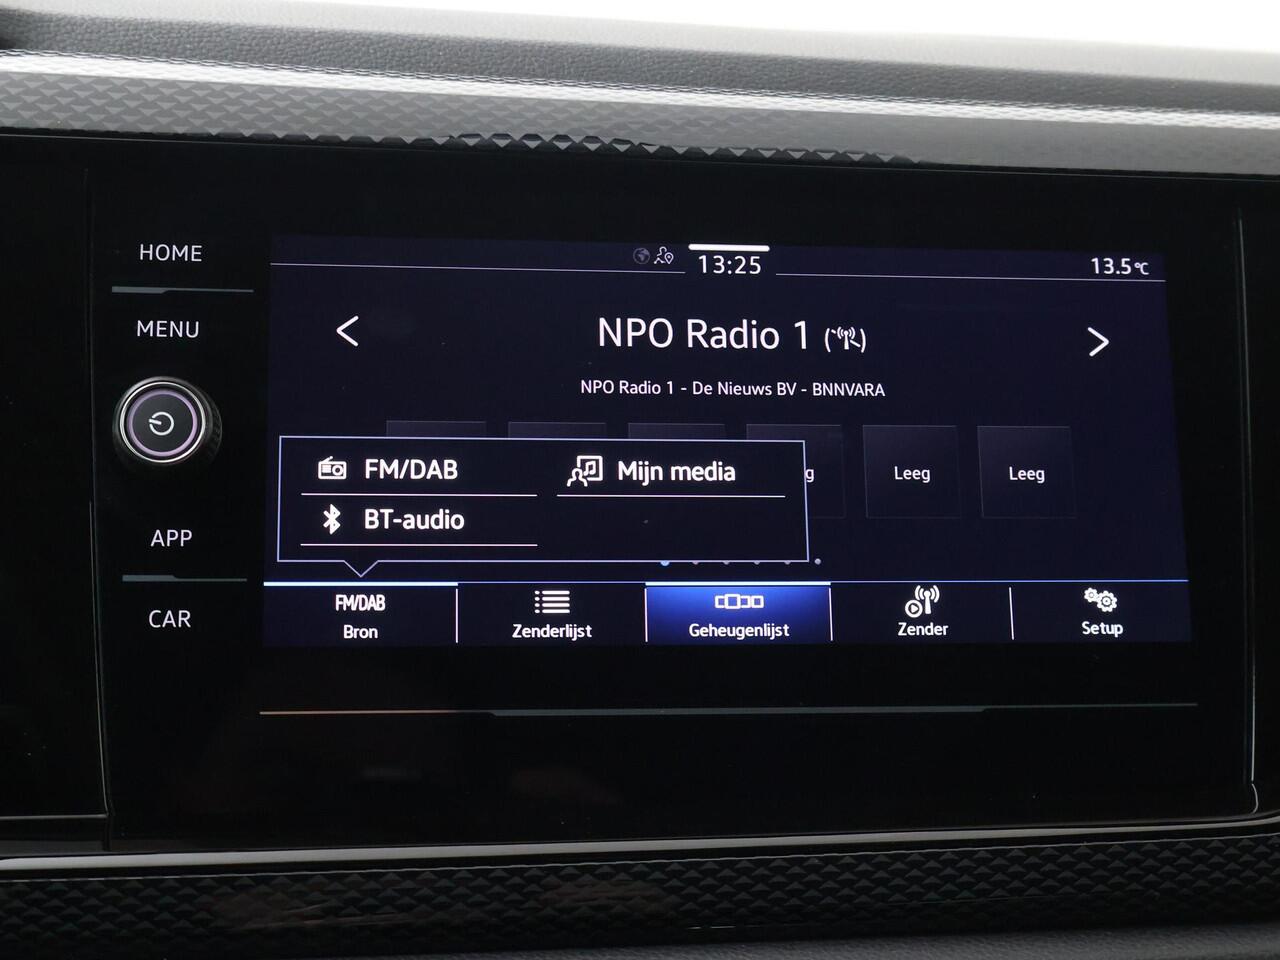 HOME
MENU
APP
CAR
13:25
13.5°C
NPO Radio 1
NPO Radio 1 - De Nieuws BV - BNNVARA
FM/DAB
Mijn media
BT-audio
Leeg
Leeg
FM/DAB
Bron
Zenderlijst
Geheugenlijst
Zender
Setup